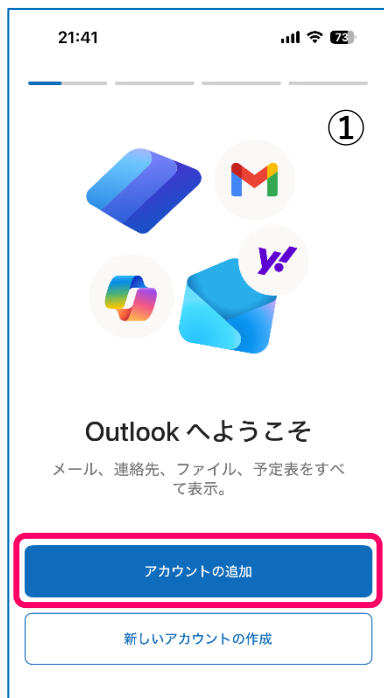 21:41
73
①
Outlook へようこそ
メール、連絡先、ファイル、予定表をすべ
て表示。
アカウントの追加
新しいアカウントの作成